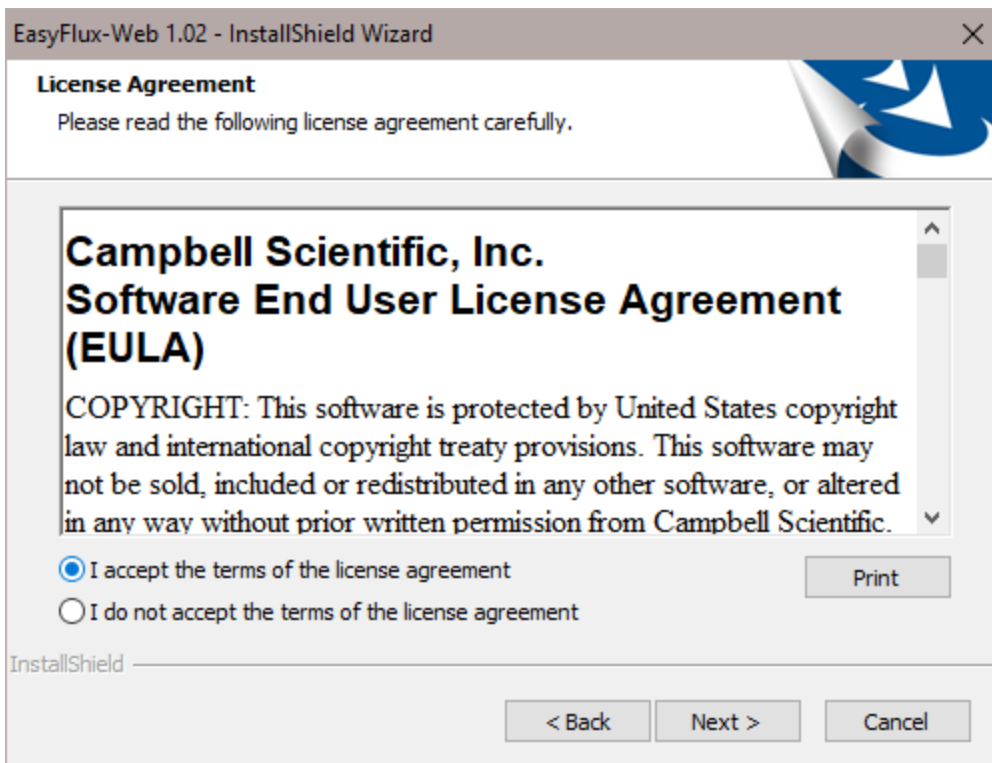 EasyFlux-Web 1.02 - InstallShield Wizard
License Agreement
Please read the following license agreement carefully.
Campbell Scientific, Inc.
Software End User License Agreement
(EULA)
COPYRIGHT: This software is protected by United States copyright
law and international copyright treaty provisions. This software may
not be sold, included or redistributed in any other software, or altered
in any way without prior written permission from Campbell Scientific.
I accept the terms of the license agreement
Print
I do not accept the terms of the license agreement
InstallShield
< Back Next > Cancel